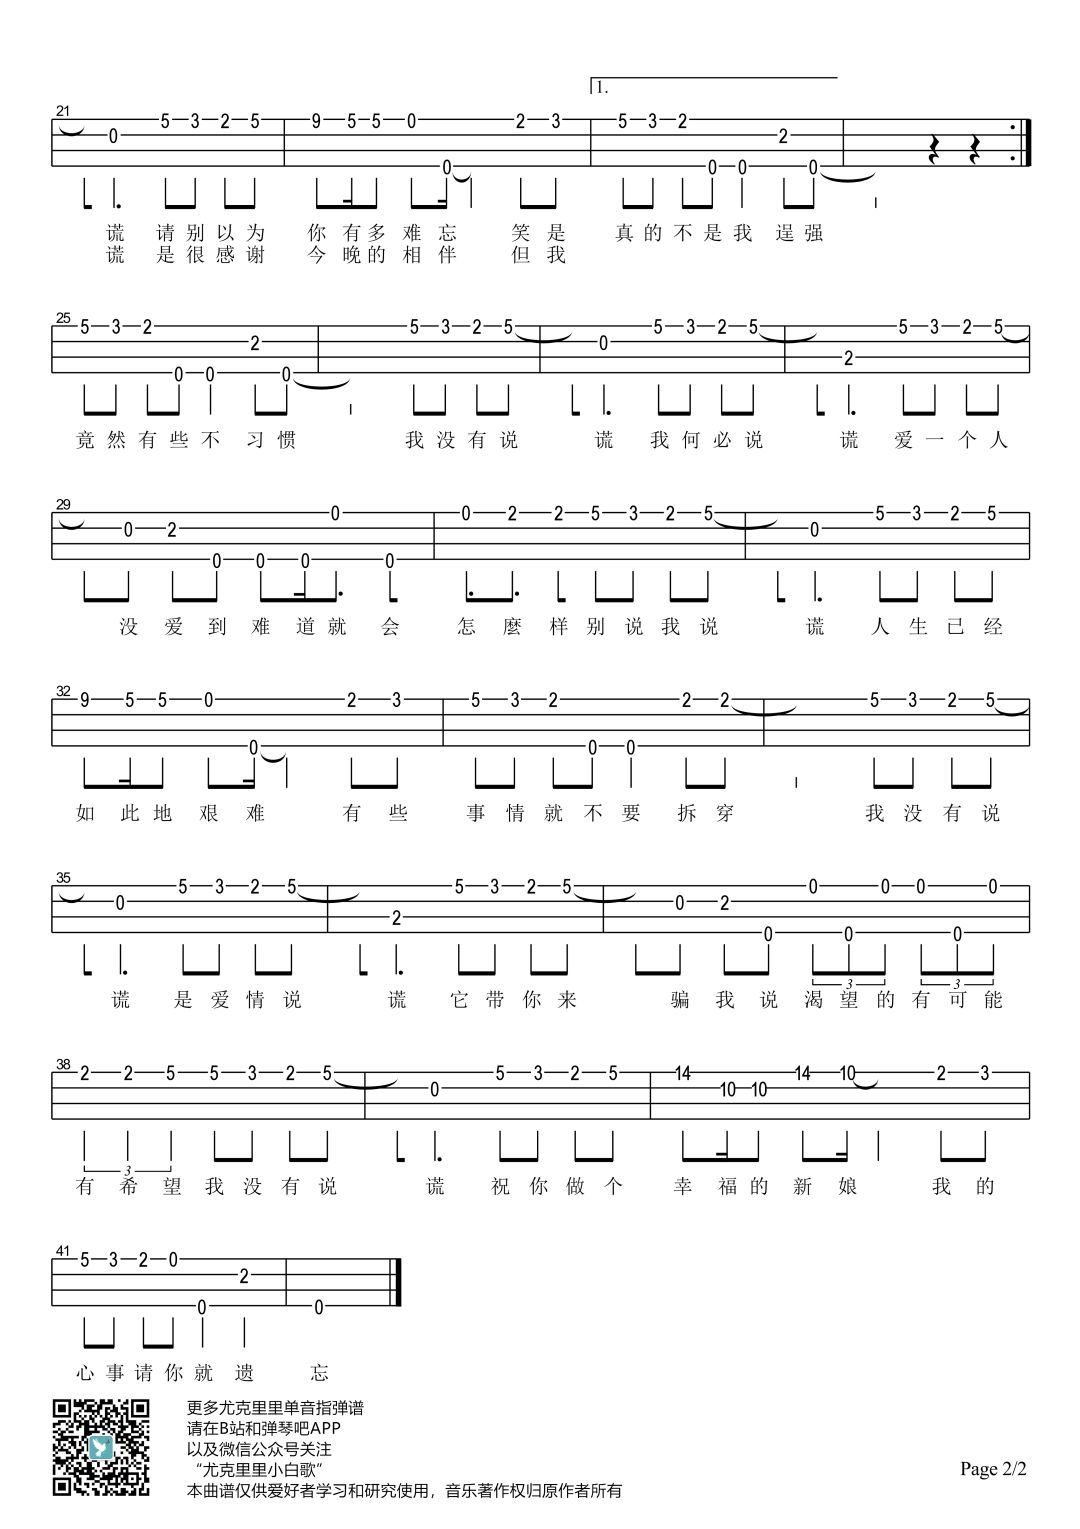 1.
21
0 5 3 2 5 9 5 5 0 0 2 3 5 3 2 0 0 2 0
谎 请 别 以 为 你 有 多 难 忘 笑 是 真 的 不 是 我 逞 强
谎 是 很 感 谢 今 晚 的 相 伴 但 我
25
5 3 2 0 0 2 0 5 3 2 5 0 5 3 2 5 2 5 3 2 5
竟 然 有 些 不 习 惯 我 没 有 说 谎 我 何 必 说 谎 爱 一 个 人
29
0 2 0 0 0 0 0 0 2 2 5 3 2 5 0 5 3 2 5
没 爱 到 难 道 就 会 怎 麼 样 别 说 我 说 谎 人 生 已 经
32
9 5 5 0 0 2 3 5 3 2 0 0 2 2 5 3 2 5
如 此 地 艰 难 有 些 事 情 就 不 要 拆 穿 我 没 有 说
35
0 5 3 2 5 2 5 3 2 5 0 2 0 0 0 0 0 0 0
3 3
谎 是 爱 情 说 谎 它 带 你 来 骗 我 说 渴 望 的 有 可 能
38
2 2 5 5 3 2 5 0 5 3 2 5 14 10 10 14 10 2 3
3
有 希 望 我 没 有 说 谎 祝 你 做 个 幸 福 的 新 娘 我 的
41
5 3 2 0 0 2 0
心 事 请 你 就 遗 忘
更多尤克里里单音指弹谱
请在B站和弹琴吧APP
以及微信公众号关注
“尤克里里小白歌”
本曲谱仅供爱好者学习和研究使用，音乐著作权归原作者所有
Page 2/2